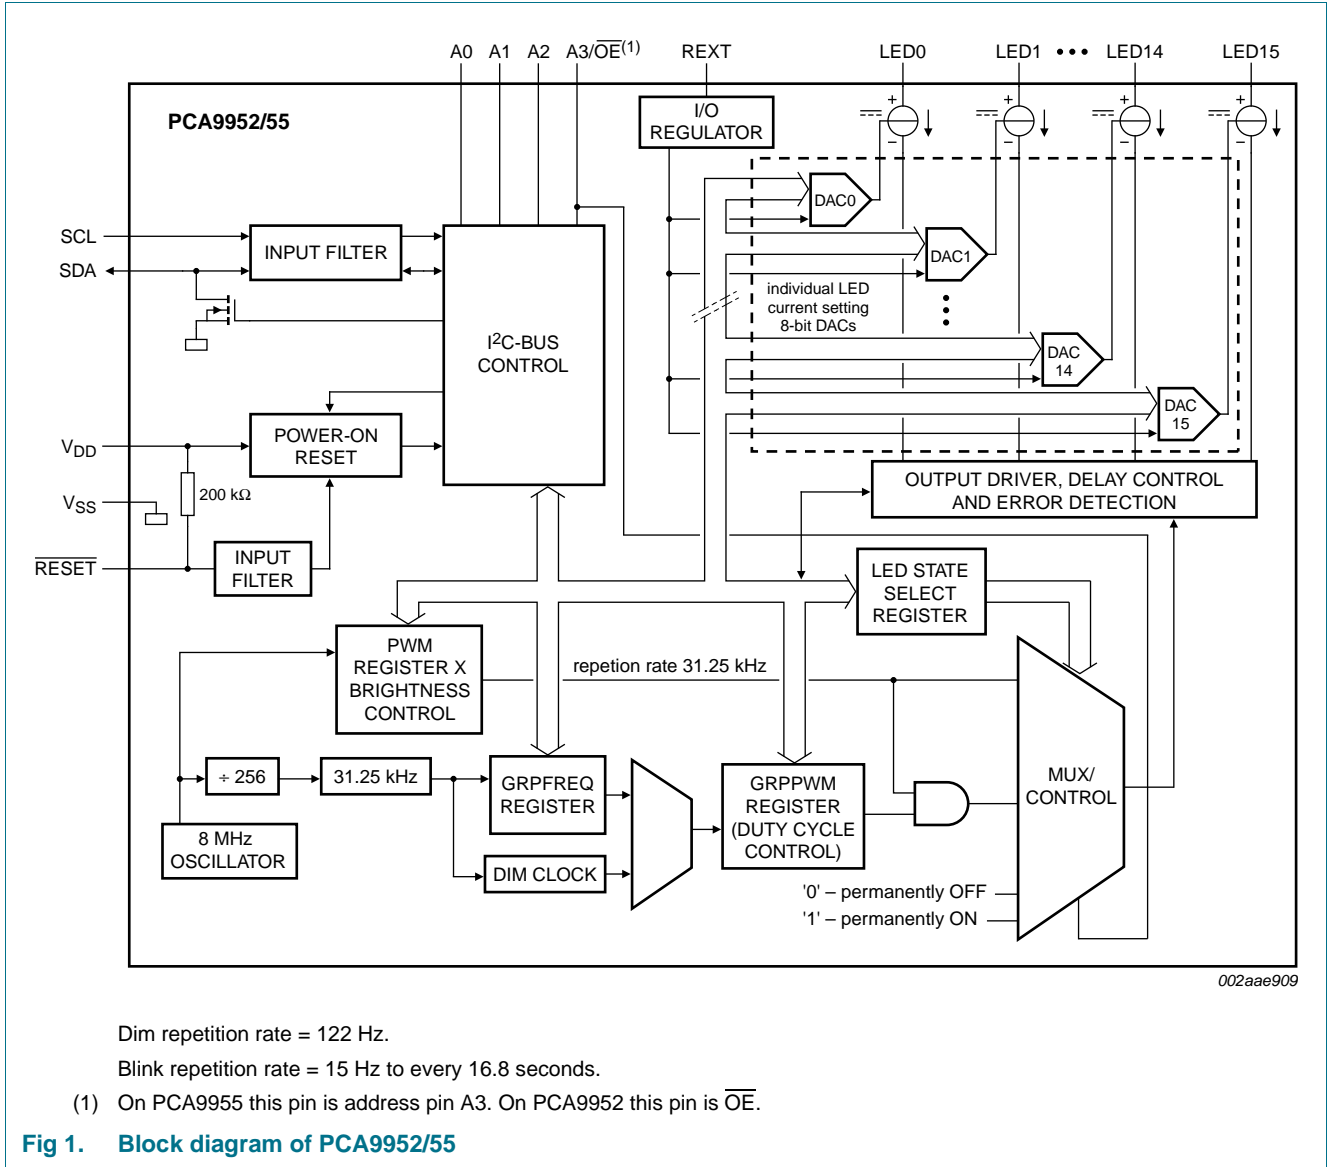 A0 A1 A2 A3/OE(1) REXT LED0 LED1 ••• LED14 LED15
PCA9952/55
I/O
REGULATOR
+ + + +
− − − −
DAC0
SCL
SDA
INPUT FILTER
DAC1
individual LED
current setting
8-bit DACs
I2C-BUS
CONTROL
DAC
14
DAC
15
VDD
POWER-ON
RESET
200 kΩ
VSS
OUTPUT DRIVER, DELAY CONTROL
AND ERROR DETECTION
RESET
INPUT
FILTER
LED STATE
SELECT
REGISTER
PWM
REGISTER X
BRIGHTNESS
CONTROL
repetion rate 31.25 kHz
÷ 256
31.25 kHz
GRPFREQ
REGISTER
GRPPWM
REGISTER
(DUTY CYCLE
CONTROL)
MUX/
CONTROL
8 MHz
OSCILLATOR
DIM CLOCK
'0' – permanently OFF
'1' – permanently ON
002aae909
Dim repetition rate = 122 Hz.
Blink repetition rate = 15 Hz to every 16.8 seconds.
(1) On PCA9955 this pin is address pin A3. On PCA9952 this pin is OE.
Fig 1. Block diagram of PCA9952/55